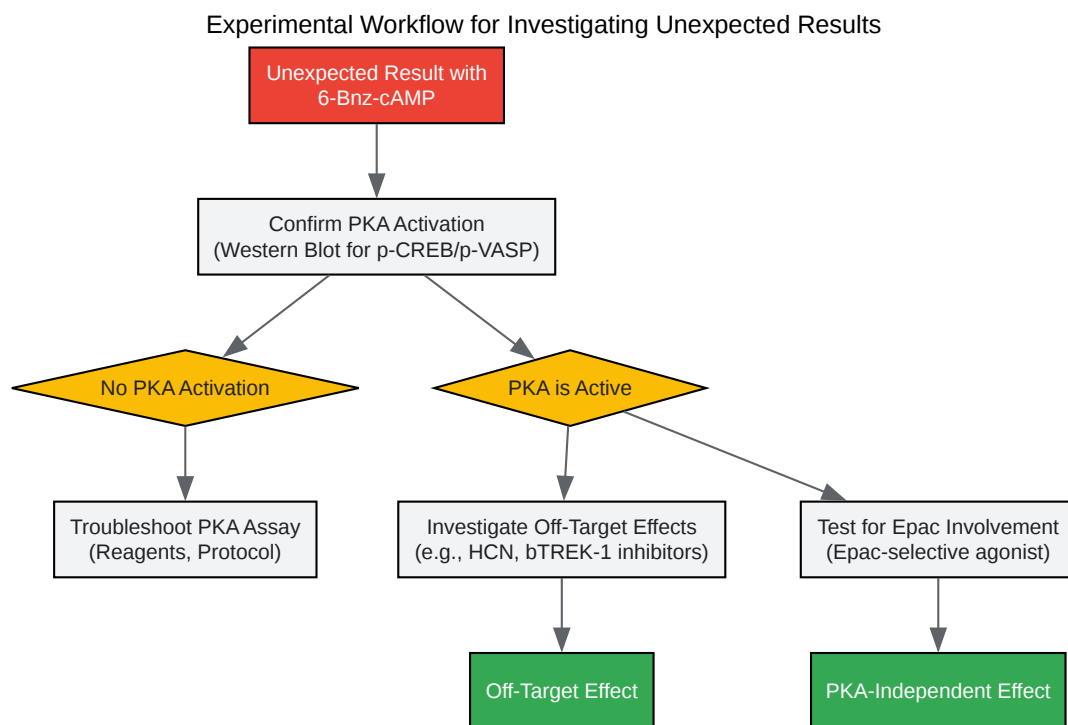 Experimental Workflow for Investigating Unexpected Results
Unexpected Result with
6-Bnz-cAMP
Confirm PKA Activation
(Western Blot for p-CREB/p-VASP)
No PKA Activation
PKA is Active
Troubleshoot PKA Assay
(Reagents, Protocol)
Investigate Off-Target Effects
(e.g., HCN, bTREK-1 inhibitors)
Test for Epac Involvement
(Epac-selective agonist)
Off-Target Effect
PKA-Independent Effect